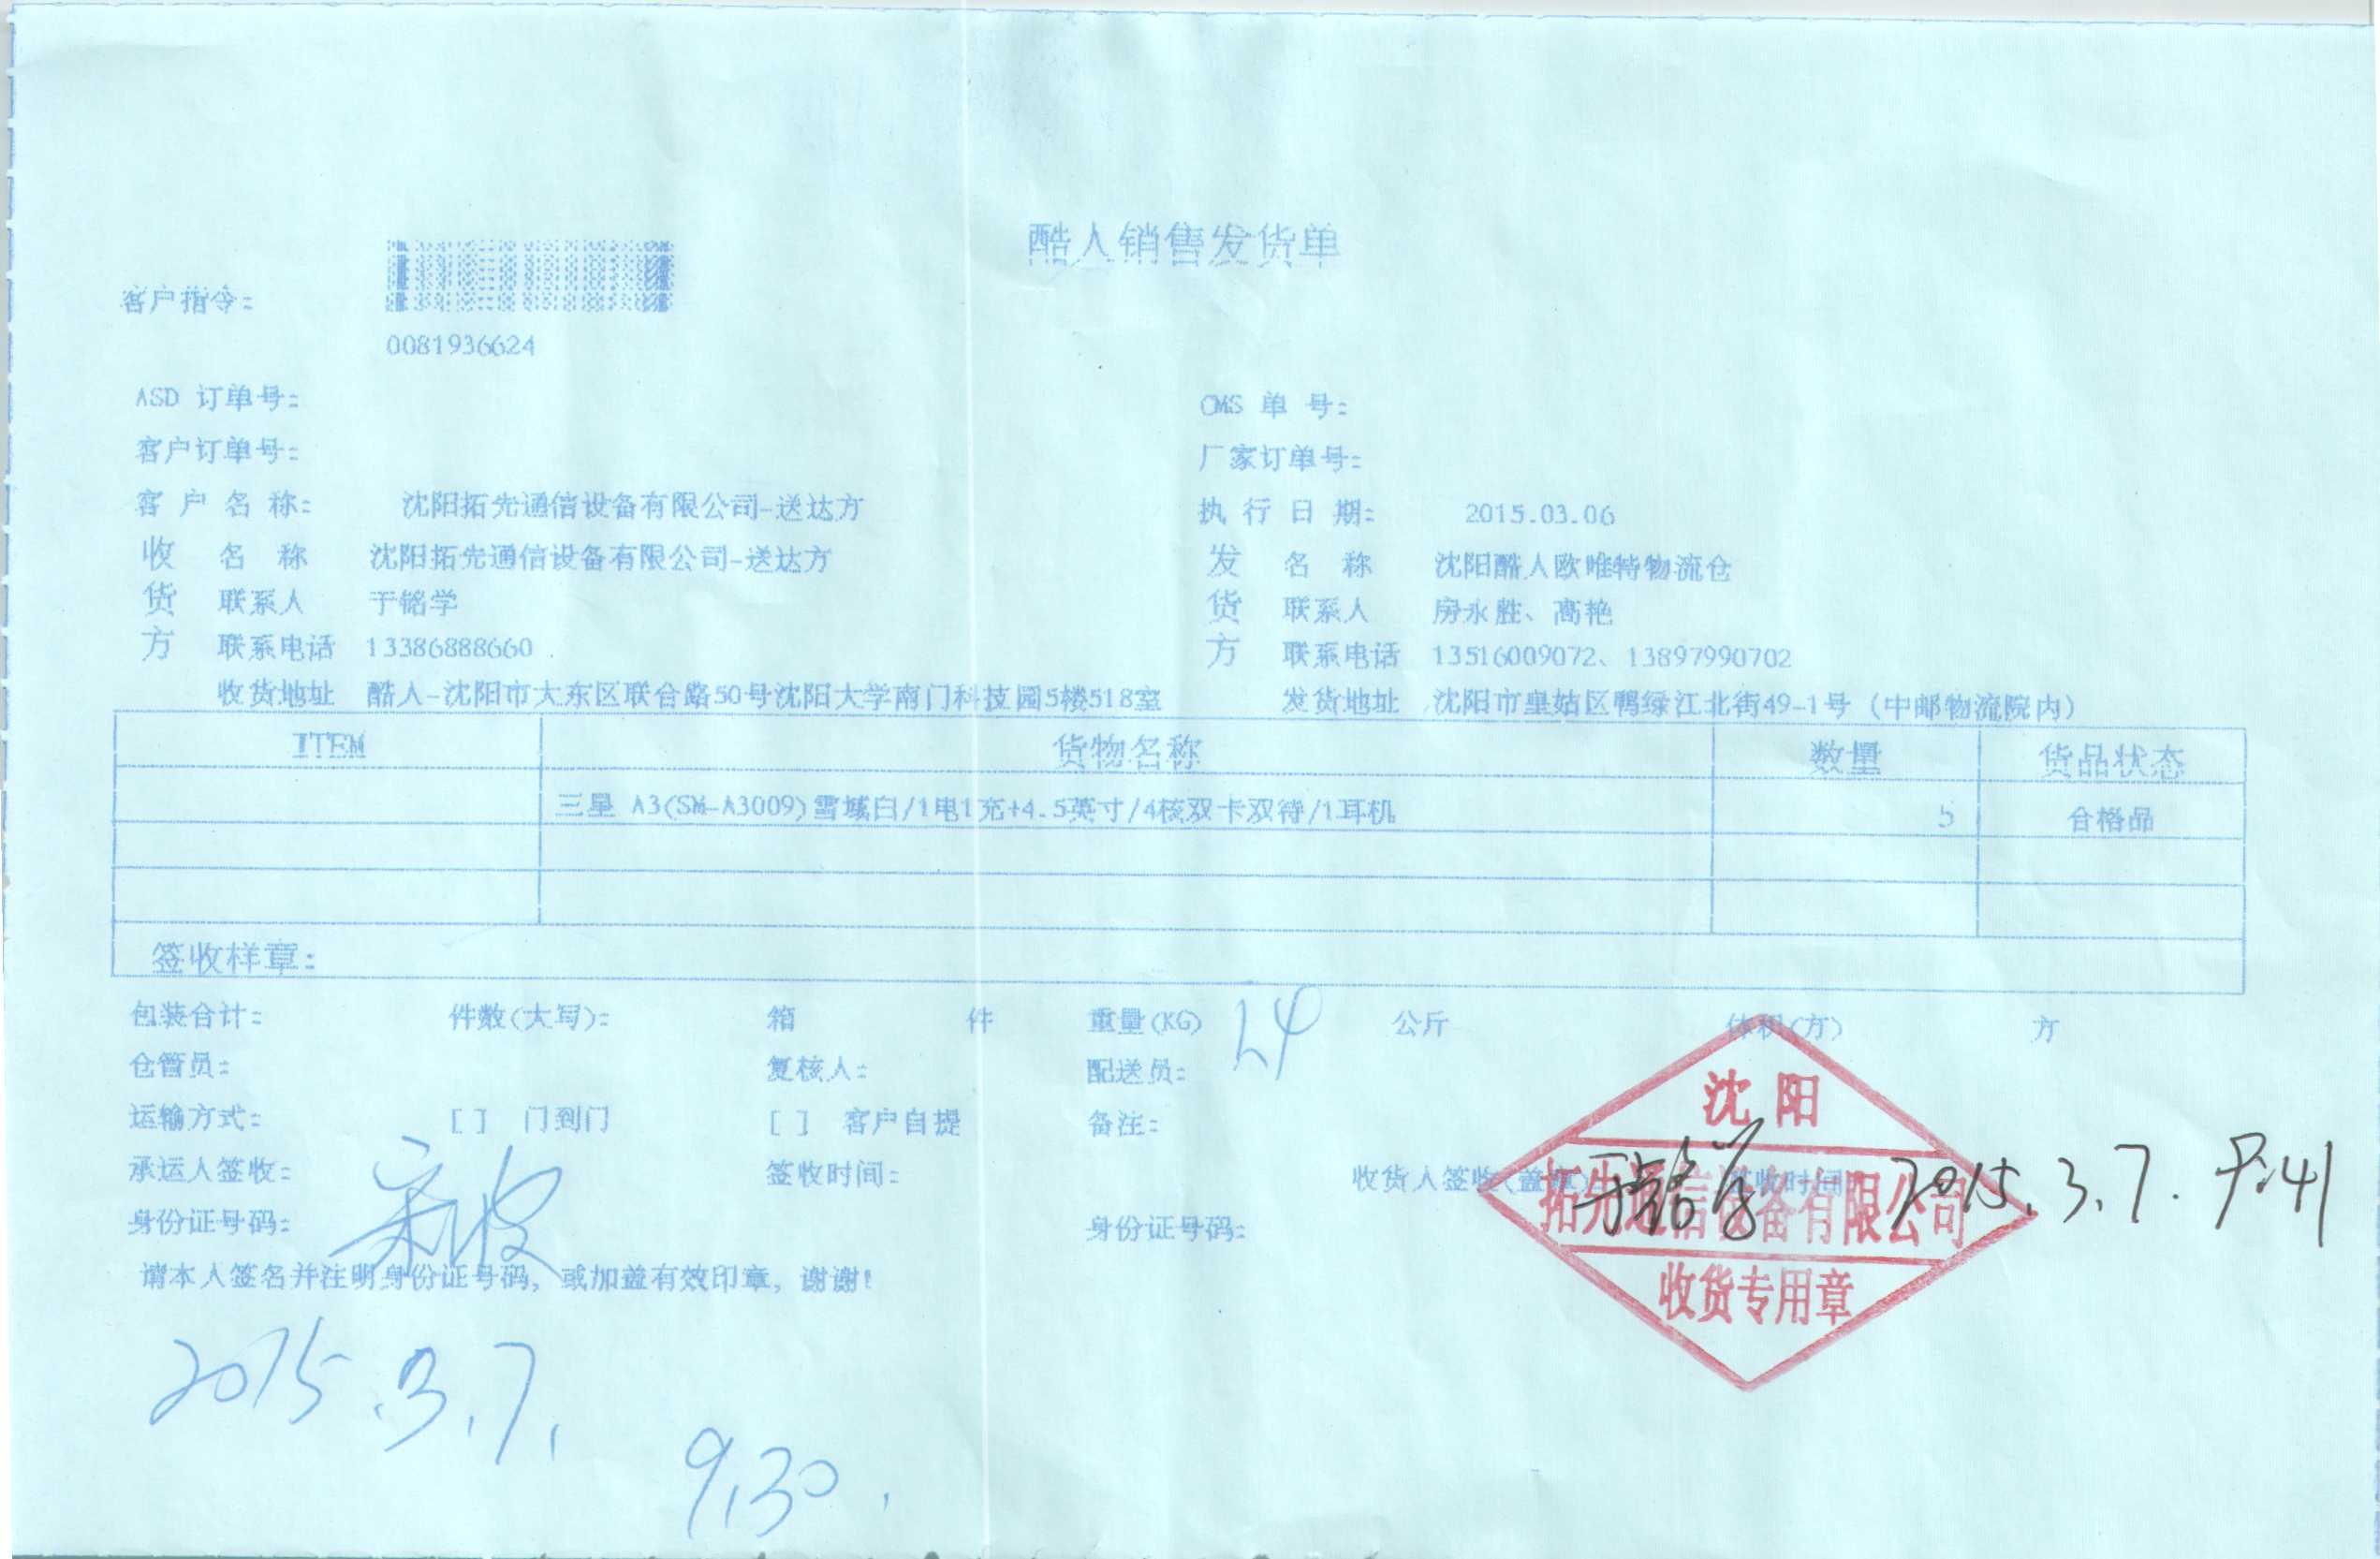 酷人销售发货单
客户指令:
0081936624
ASD 订单号: CMS 单 号:
客户订单号: 厂家订单号:
客 户 名 称: 沈阳拓先通信设备有限公司-送达方 执 行 日 期: 2015.03.06
收 名 称 沈阳拓先通信设备有限公司-送达方 发 名 称 沈阳酷人欧唯特物流仓
货 联系人 于铭学 货 联系人 房永胜、高艳
方 联系电话 13386888660 方 联系电话 13516009072、13897990702
收货地址 酷人-沈阳市大东区联合路50号沈阳大学南门科技园5楼518室 发货地址 沈阳市皇姑区鸭绿江北街49-1号 (中邮物流院内)
ITEM 货物名称 数量 货品状态
三星 A3(SM-A3009)雪域白/1电1充+4.5英寸/4核双卡双待/1耳机 5 合格品
签收样章:
包装合计: 件数(大写): 箱 件 重量(KG) 公斤 体积(方) 方
仓管员: 复核人: 配送员:
运输方式: [ ] 门到门 [ ] 客户自提 备注:
承运人签收: 签收时间: 收货人签收(盖章) 签收时间 于铭学 2015.3.7. 9:41
身份证号码: 身份证号码:
请本人签名并注明身份证号码, 或加盖有效印章, 谢谢!
沈阳
拓先通信设备有限公司
收货专用章
2015.3.7.
9:30.